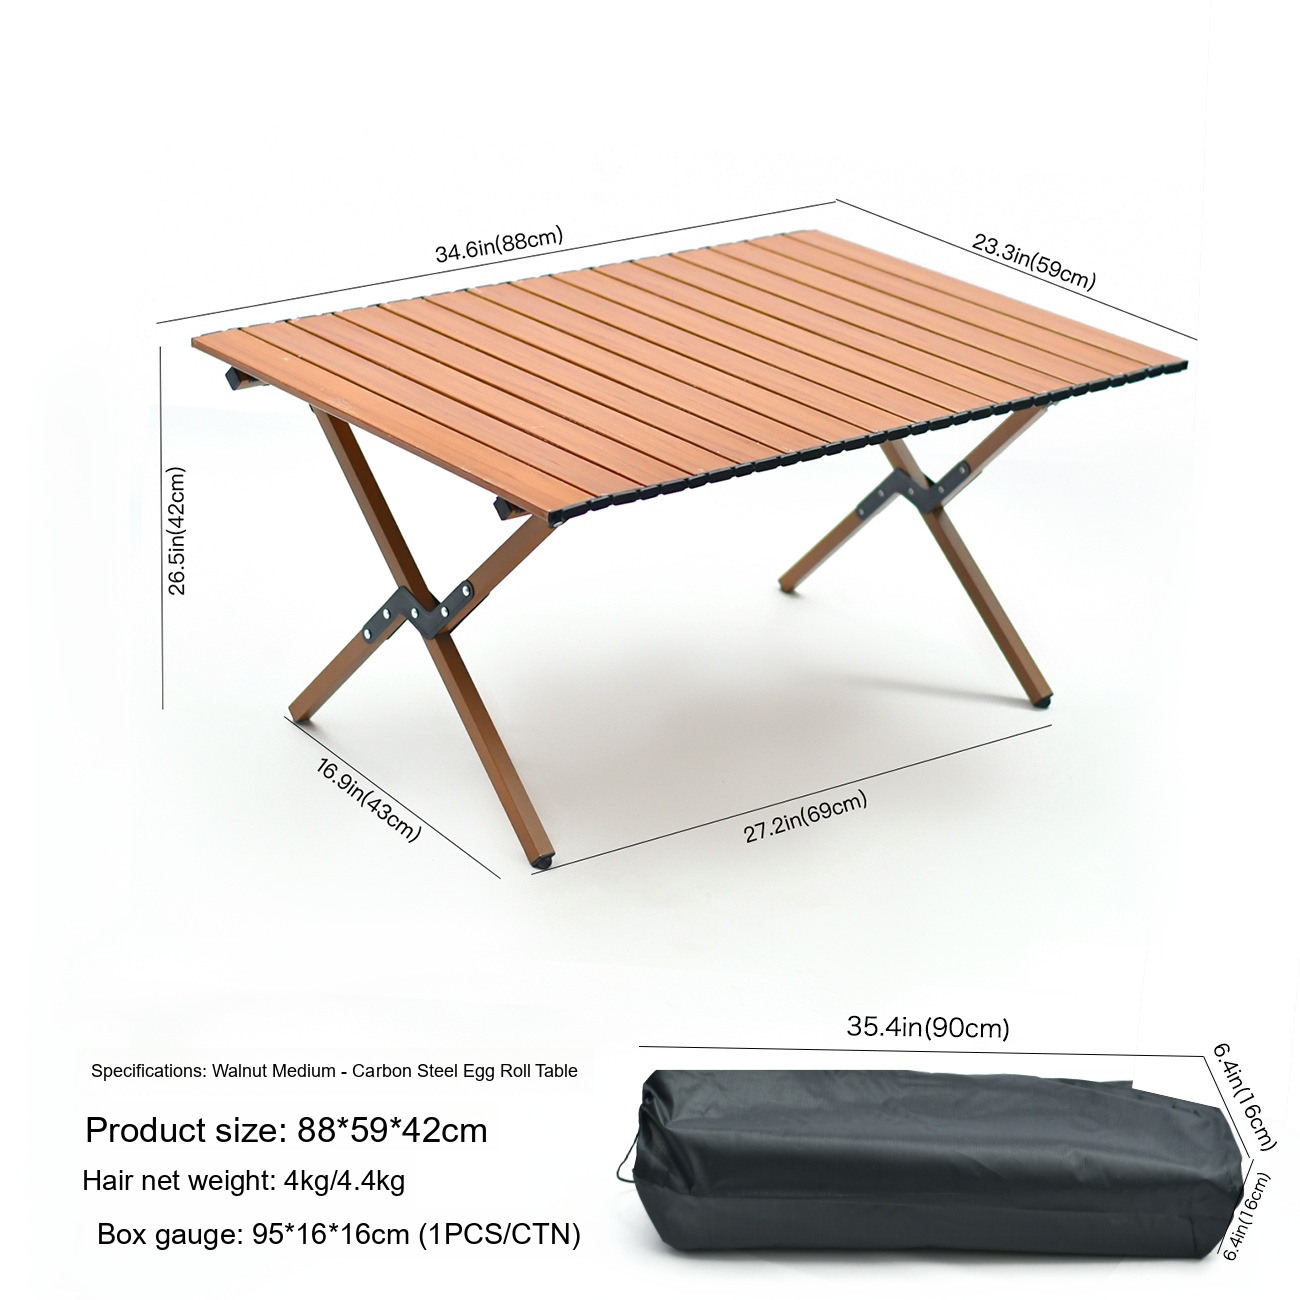 34.6in(88cm)
23.3in(59cm)
26.5in(42cm)
16.9in(43cm)
27.2in(69cm)
35.4in(90cm)
6.4in(16cm)
6.4in(16cm)
Specifications: Walnut Medium - Carbon Steel Egg Roll Table
Product size: 88*59*42cm
Hair net weight: 4kg/4.4kg
Box gauge: 95*16*16cm (1PCS/CTN)